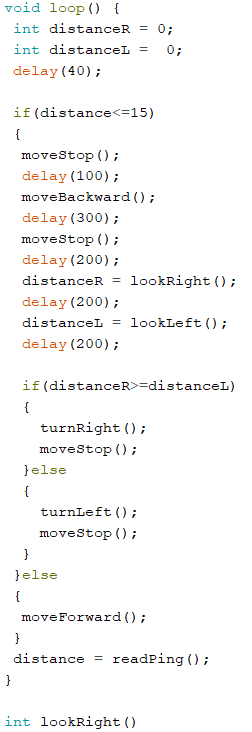 void loop() {
 int distanceR = 0;
 int distanceL =  0;
 delay(40);

 if(distance<=15)
 {
  moveStop();
  delay(100);
  moveBackward();
  delay(300);
  moveStop();
  delay(200);
  distanceR = lookRight();
  delay(200);
  distanceL = lookLeft();
  delay(200);

  if(distanceR>=distanceL)
  {
    turnRight();
    moveStop();
  }else
  {
    turnLeft();
    moveStop();
  }
 }else
 {
  moveForward();
 }
 distance = readPing();
}

int lookRight()